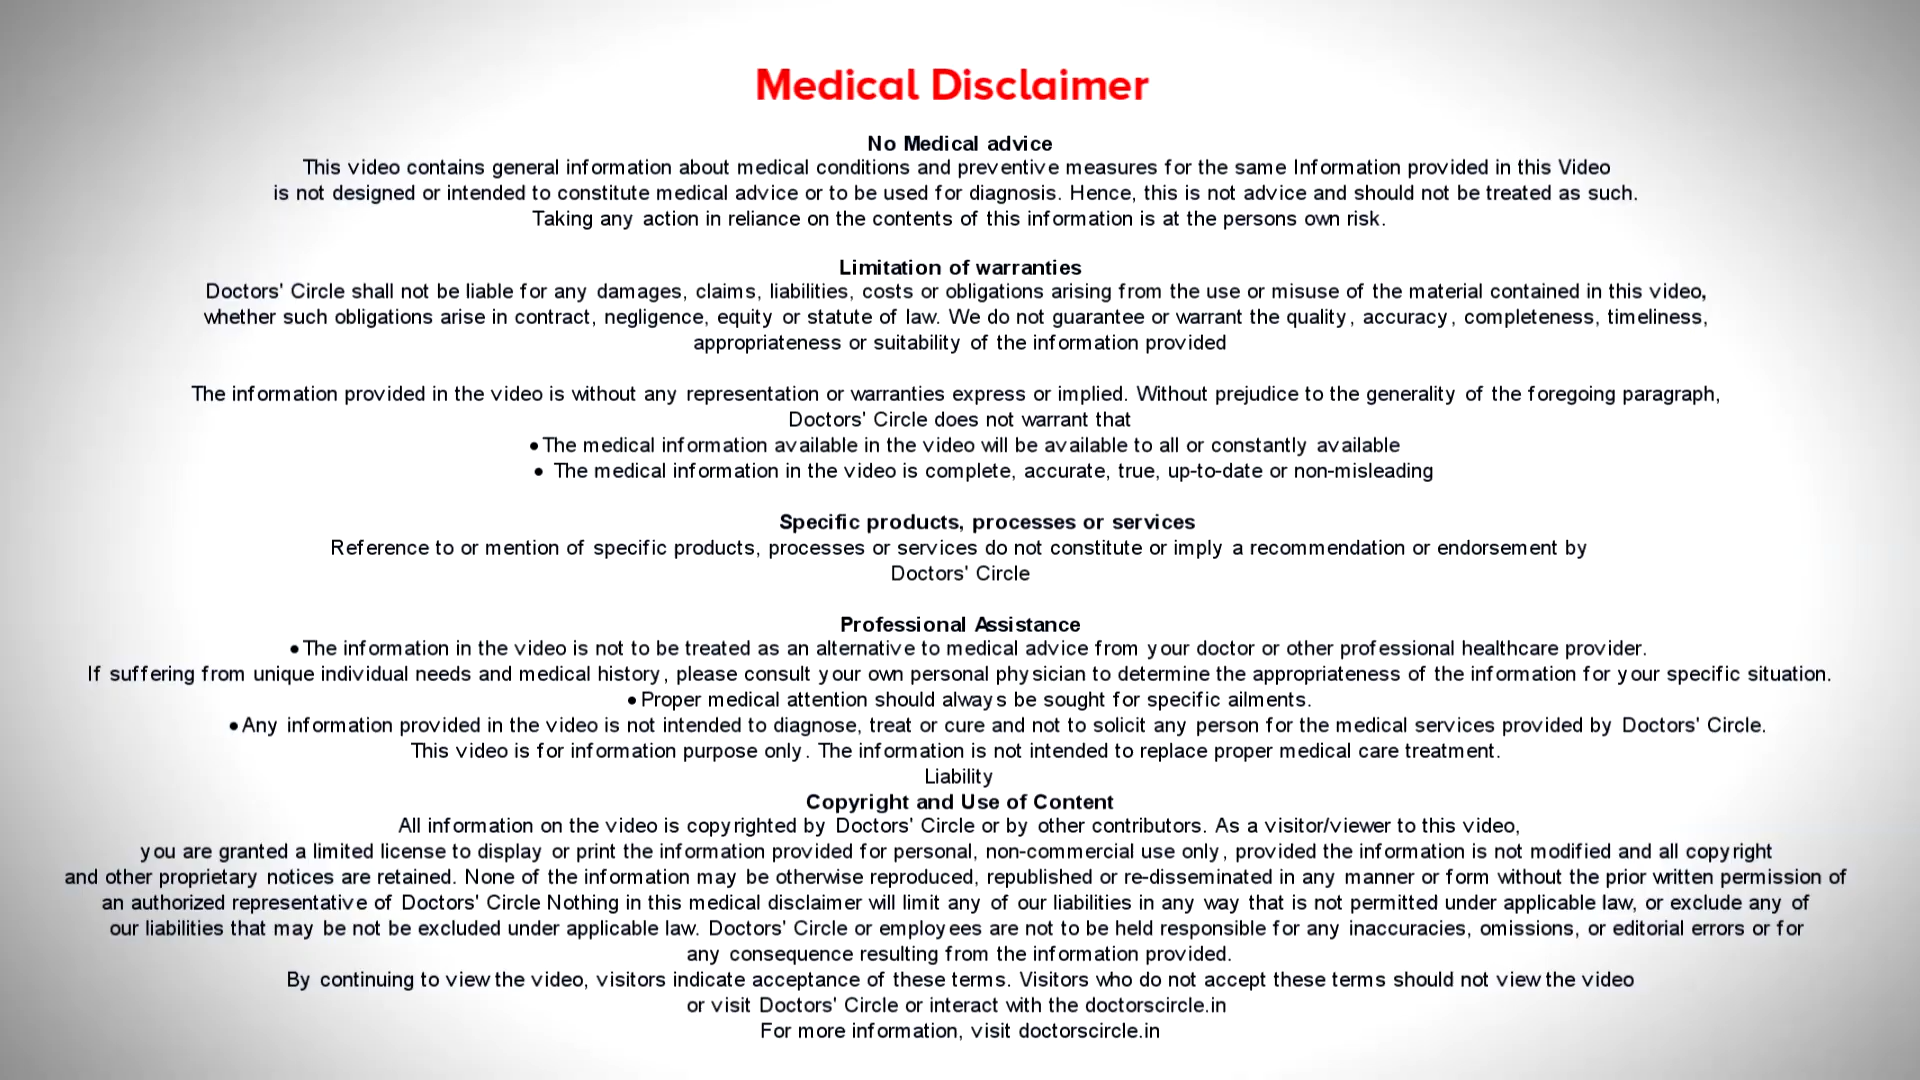 Medical Disclaimer
No Medical advice
This video contains general information about medical conditions and preventive measures for the same Information provided in this Video
is not designed or intended to constitute medical advice or to be used for diagnosis. Hence, this is not advice and should not be treated as such.
Taking any action in reliance on the contents of this information is at the persons own risk.
Limitation of warranties
Doctors' Circle shall not be liable for any damages, claims, liabilities, costs or obligations arising from the use or misuse of the material contained in this video,
whether such obligations arise in contract, negligence, equity or statute of law. We do not guarantee or warrant the quality, accuracy, completeness, timeliness,
appropriateness or suitability of the information provided
The information provided in the video is without any representation or warranties express or implied. Without prejudice to the generality of the foregoing paragraph,
Doctors' Circle does not warrant that
• The medical information available in the video will be available to all or constantly available
• The medical information in the video is complete, accurate, true, up-to-date or non-misleading
Specific products, processes or services
Reference to or mention of specific products, processes or services do not constitute or imply a recommendation or endorsement by
Doctors' Circle
Professional Assistance
• The information in the video is not to be treated as an alternative to medical advice from your doctor or other professional healthcare provider.
If suffering from unique individual needs and medical history, please consult your own personal physician to determine the appropriateness of the information for your specific situation.
• Proper medical attention should always be sought for specific ailments.
• Any information provided in the video is not intended to diagnose, treat or cure and not to solicit any person for the medical services provided by Doctors' Circle.
This video is for information purpose only. The information is not intended to replace proper medical care treatment.
Liability
Copyright and Use of Content
All information on the video is copyrighted by Doctors' Circle or by other contributors. As a visitor/viewer to this video,
you are granted a limited license to display or print the information provided for personal, non-commercial use only, provided the information is not modified and all copyright
and other proprietary notices are retained. None of the information may be otherwise reproduced, republished or re-disseminated in any manner or form without the prior written permission of
an authorized representative of Doctors' Circle Nothing in this medical disclaimer will limit any of our liabilities in any way that is not permitted under applicable law, or exclude any of
our liabilities that may be not be excluded under applicable law. Doctors' Circle or employees are not to be held responsible for any inaccuracies, omissions, or editorial errors or for
any consequence resulting from the information provided.
By continuing to view the video, visitors indicate acceptance of these terms. Visitors who do not accept these terms should not view the video
or visit Doctors' Circle or interact with the doctorscircle.in
For more information, visit doctorscircle.in